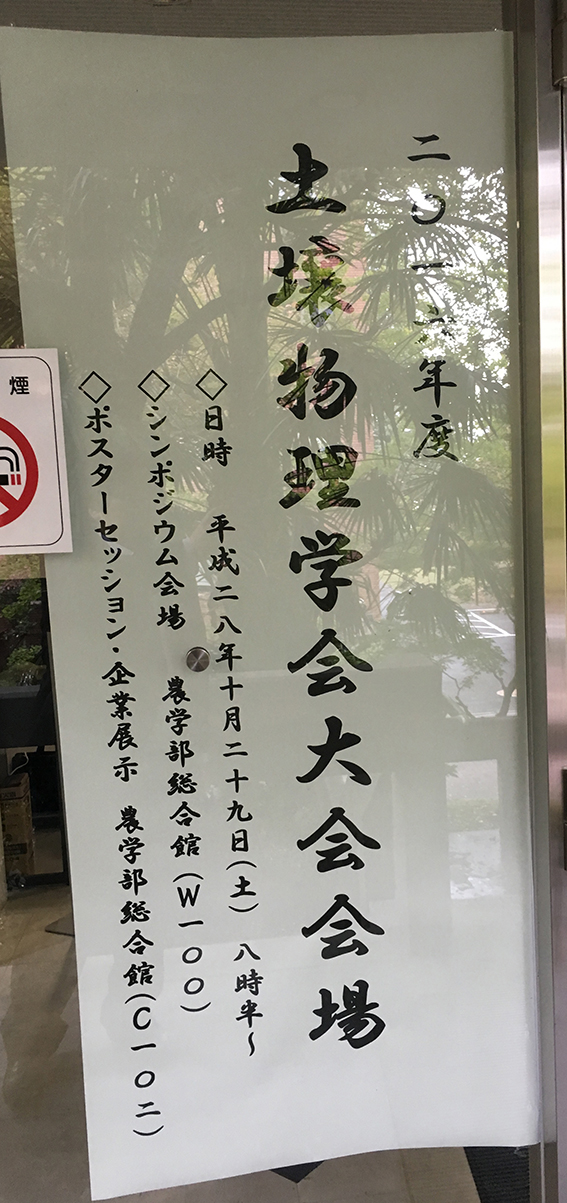 二〇一六年度
土壌物理学会大会会場
◇日時 平成二八年十月二十九日(土) 八時半~
◇シンポジウム会場 農学部総合館(W一〇〇)
◇ポスターセッション・企業展示 農学部総合館(C一〇二)
煙